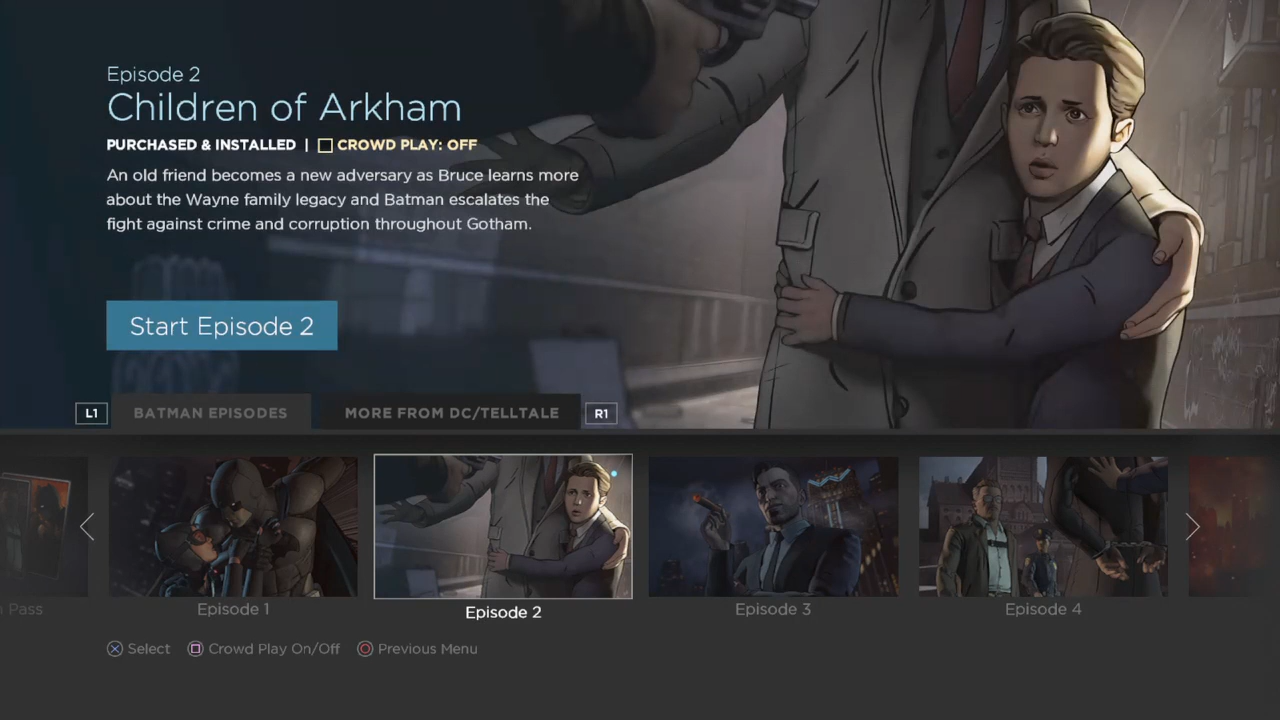 Episode 2
Children of Arkham
PURCHASED & INSTALLED | CROWD PLAY: OFF
An old friend becomes a new adversary as Bruce learns more
about the Wayne family legacy and Batman escalates the
fight against crime and corruption throughout Gotham.
Start Episode 2
L1 BATMAN EPISODES MORE FROM DC/TELLTALE R1
Pass Episode 1 Episode 2 Episode 3 Episode 4
Select Crowd Play On/Off Previous Menu